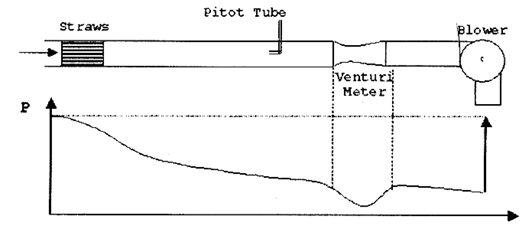 Pitot Tube
Straws
Blower
Venturi
Meter
P